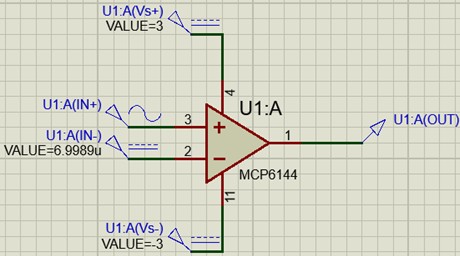 U1:A(Vs+)
VALUE=3
4
U1:A
U1:A(IN+)
3
1
U1:A(OUT)
U1:A(IN-)
2
VALUE=6.9989u
MCP6144
11
U1:A(Vs-)
VALUE=-3